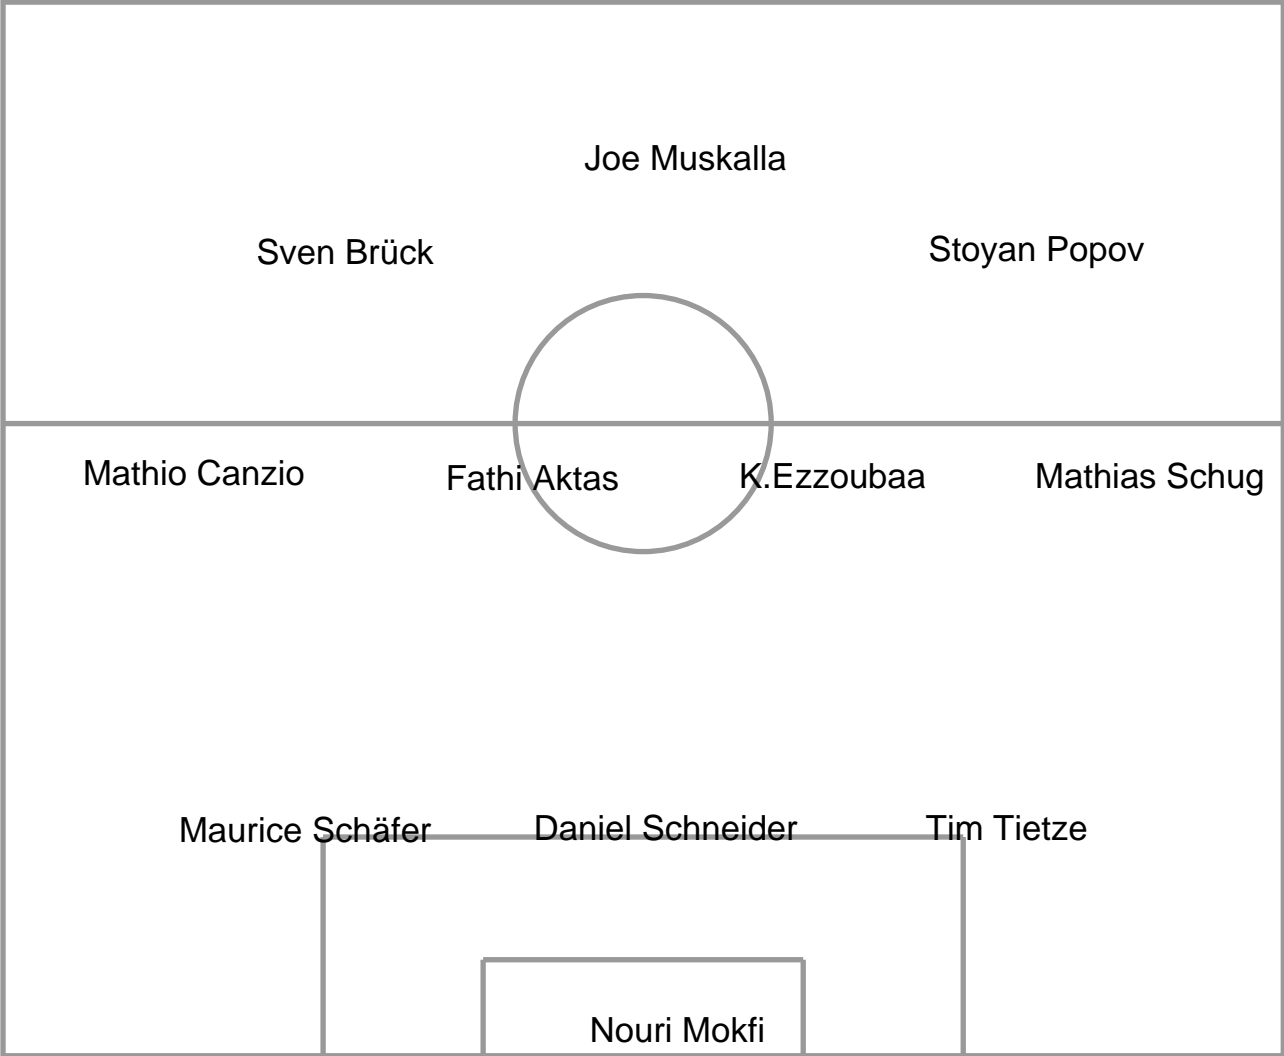 Joe Muskalla
Sven Brück
Stoyan Popov
Mathio Canzio
Fathi Aktas
K.Ezzoubaa
Mathias Schug
Maurice Schäfer
Daniel Schneider
Tim Tietze
Nouri Mokfi